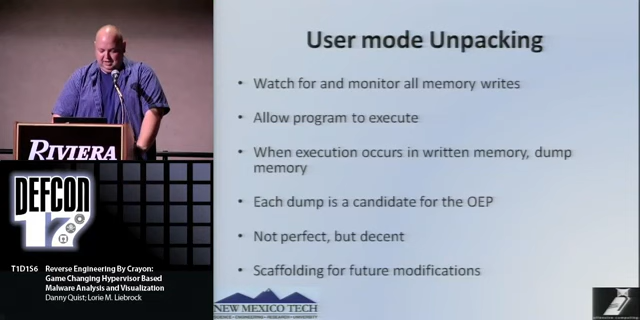 User mode Unpacking
• Watch for and monitor all memory writes
• Allow program to execute
• When execution occurs in written memory, dump
memory
• Each dump is a candidate for the OEP
• Not perfect, but decent
• Scaffolding for future modifications
RIVIERA
DEFCON
17
T1D1S6 Reverse Engineering By Crayon:
Game Changing Hypervisor Based
Malware Analysis and Visualization
Danny Quist; Lorie M. Liebrock
NEW MEXICO TECH